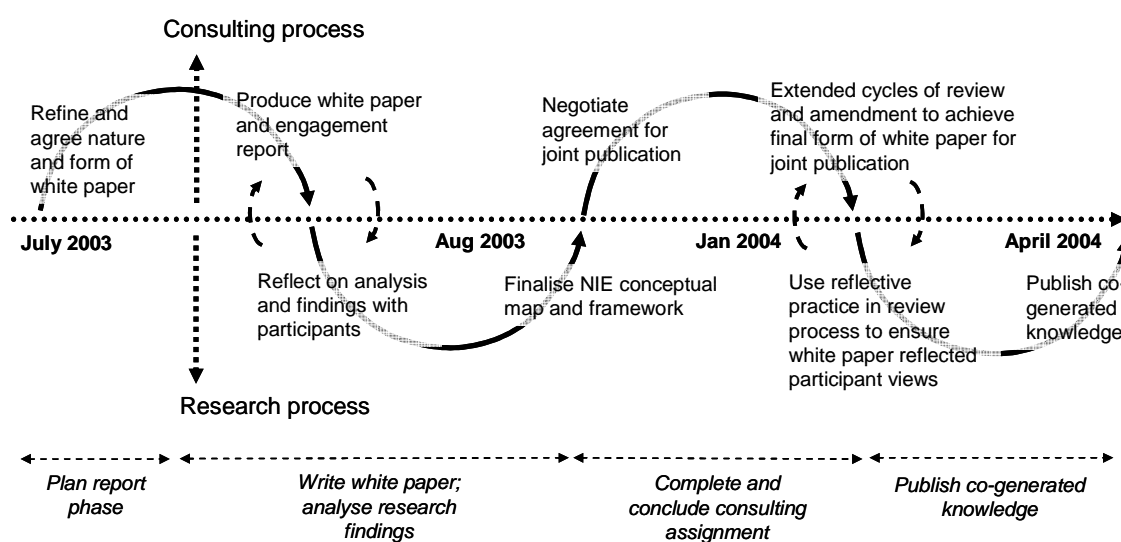 Consulting process
Refine and
agree nature
and form of
white paper
Produce white paper
and engagement
report
Negotiate
agreement for
joint publication
Extended cycles of review
and amendment to achieve
final form of white paper for
joint publication
July 2003
Aug 2003
Jan 2004
April 2004
Reflect on analysis
and findings with
participants
Finalise NIE conceptual
map and framework
Use reflective
practice in review
process to ensure
white paper reflected
participant views
Publish co-
generated
knowledge
Research process
Plan report
phase
Write white paper;
analyse research
findings
Complete and
conclude consulting
assignment
Publish co-generated
knowledge